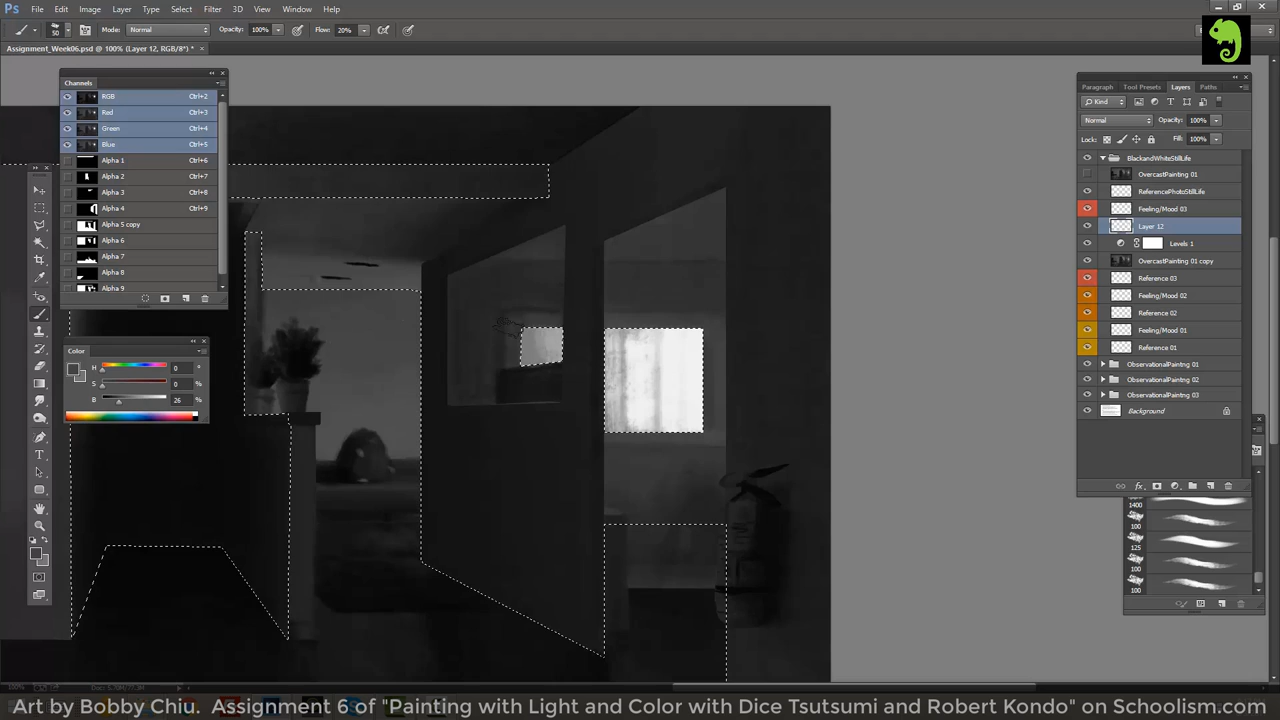 Ps File Edit Image Layer Type Select Filter 3D View Window Help
50 Mode: Normal Opacity: 100% Flow: 20%
Assignment_Week06.psd @ 100% (Layer 12, RGB/8*) * ×
Channels
RGB Ctrl+2
Red Ctrl+3
Green Ctrl+4
Blue Ctrl+5
Alpha 1 Ctrl+6
Alpha 2 Ctrl+7
Alpha 3 Ctrl+8
Alpha 4 Ctrl+9
Alpha 5 copy
Alpha 6
Alpha 7
Alpha 8
Alpha 9
Color
H 0 °
S 0 %
B 26 %
Paragraph Tool Presets Layers Paths
Kind
Normal Opacity: 100%
Lock: Fill: 100%
BlackandWhiteStillLife
OvercastPainting 01
ReferencePhotoStillLife
Feeling/Mood 03
Layer 12
Levels 1
OvercastPainting 01 copy
Reference 03
Feeling/Mood 02
Reference 02
Feeling/Mood 01
Reference 01
ObservationalPaintng 01
ObservationalPaintng 02
ObservationalPaintng 03
Background
1400
125
100
100
100%
Art by Bobby Chiu. Assignment 6 of "Painting with Light and Color with Dice Tsutsumi and Robert Kondo" on Schoolism.com